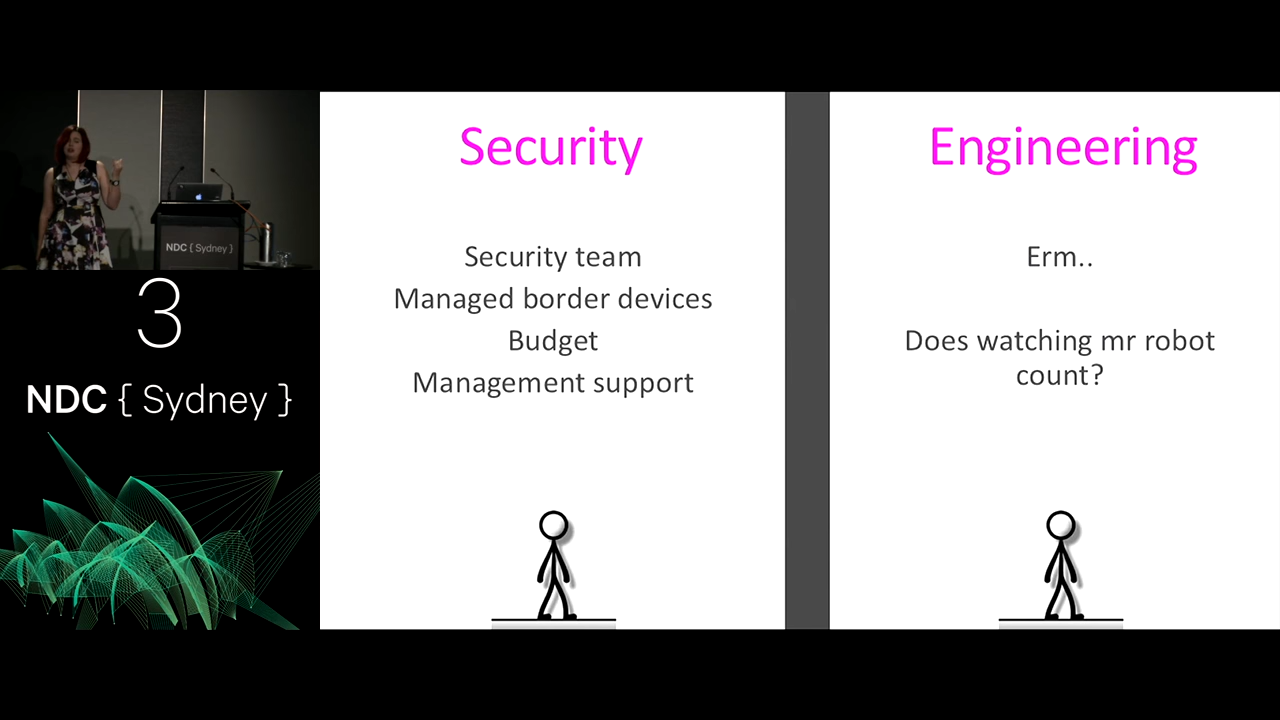 NDC { Sydney }
3
NDC { Sydney }
Security
Security team
Managed border devices
Budget
Management support
Engineering
Erm..
Does watching mr robot
count?